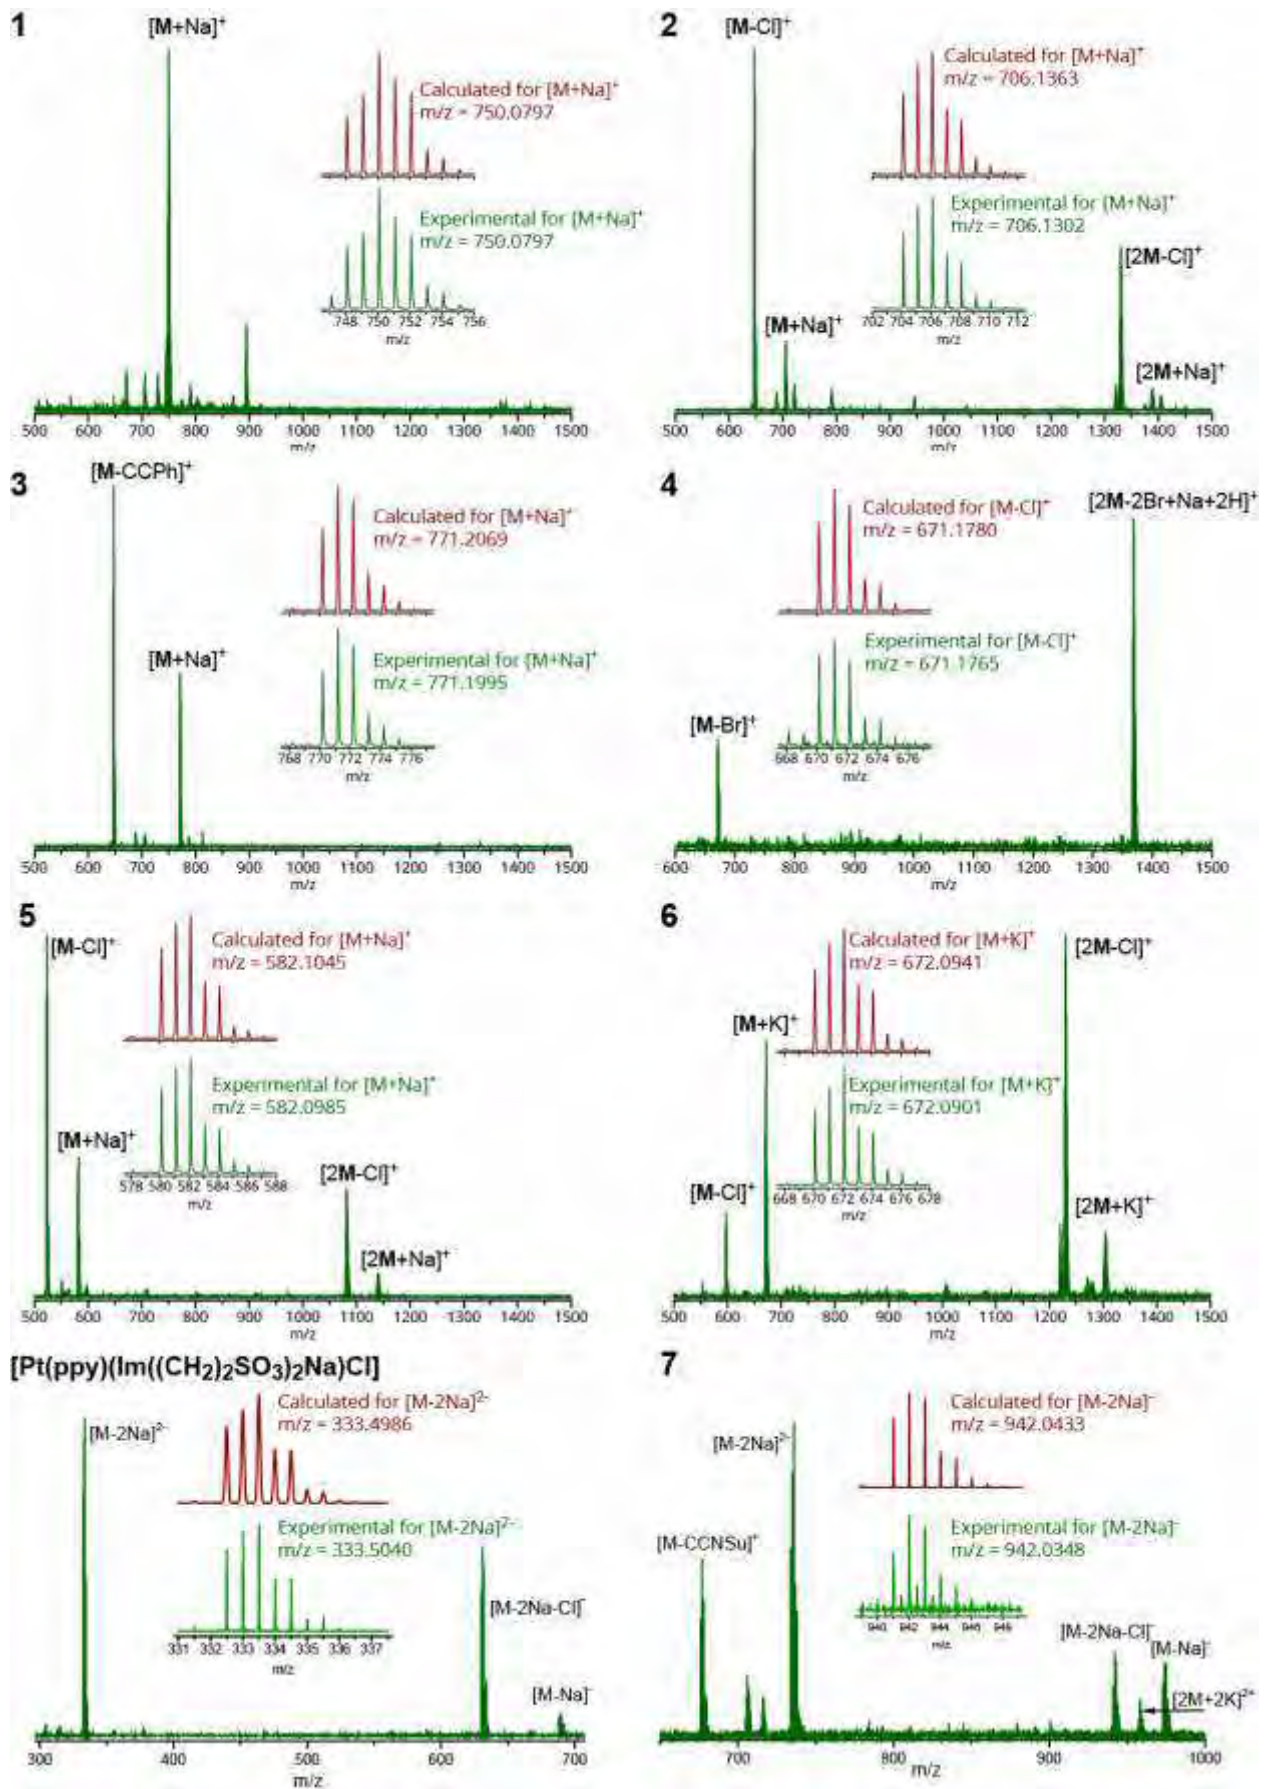 1
[M+Na]⁺
Calculated for [M+Na]⁺
m/z = 750.0797
Experimental for [M+Na]⁺
m/z = 750.0797
748 750 752 754 756
m/z
500 600 700 800 900 1000 1100 1200 1300 1400 1500
m/z
2
[M-Cl]⁺
Calculated for [M+Na]⁺
m/z = 706.1363
Experimental for [M+Na]⁺
m/z = 706.1302
[2M-Cl]⁺
702 704 706 708 710 712
m/z
[M+Na]⁺
[2M+Na]⁺
500 600 700 800 900 1000 1100 1200 1300 1400 1500
m/z
3
[M-CCPh]⁺
Calculated for [M+Na]⁺
m/z = 771.2069
[M+Na]⁺
Experimental for [M+Na]⁺
m/z = 771.1995
768 770 772 774 776
m/z
500 600 700 800 900 1000 1100 1200 1300 1400 1500
m/z
4
[2M-2Br+Na+2H]⁺
Calculated for [M-Cl]⁺
m/z = 671.1780
Experimental for [M-Cl]⁺
m/z = 671.1765
[M-Br]⁺
668 670 672 674 676
m/z
600 700 800 900 1000 1100 1200 1300 1400 1500
m/z
5
[M-Cl]⁺
Calculated for [M+Na]⁺
m/z = 582.1045
Experimental for [M+Na]⁺
m/z = 582.0985
[M+Na]⁺
578 580 582 584 586 588
m/z
[2M-Cl]⁺
[2M+Na]⁺
500 600 700 800 900 1000 1100 1200 1300 1400 1500
m/z
6
Calculated for [M+K]⁺
m/z = 672.0941
[2M-Cl]⁺
[M+K]⁺
Experimental for [M+K]⁺
m/z = 672.0901
668 670 672 674 676 678
m/z
[M-Cl]⁺
[2M+K]⁺
500 600 700 800 900 1000 1100 1200 1300 1400 1500
m/z
[Pt(ppy)(Im((CH₂)₂SO₃)₂Na)Cl]
Calculated for [M-2Na]²⁻
m/z = 333.4986
[M-2Na]²⁻
Experimental for [M-2Na]²⁻
m/z = 333.5040
331 332 333 334 335 336 337
m/z
[M-2Na-Cl]⁻
[M-Na]⁻
300 400 500 600 700
m/z
7
Calculated for [M-2Na]⁻
m/z = 942.0433
[M-2Na]²⁻
Experimental for [M-2Na]⁻
m/z = 942.0348
[M-CCNSu]⁺
940 942 944 946 948
m/z
[M-2Na-Cl]⁻
[M-Na]⁻
[2M+2K]²⁺
700 800 900 1000
m/z